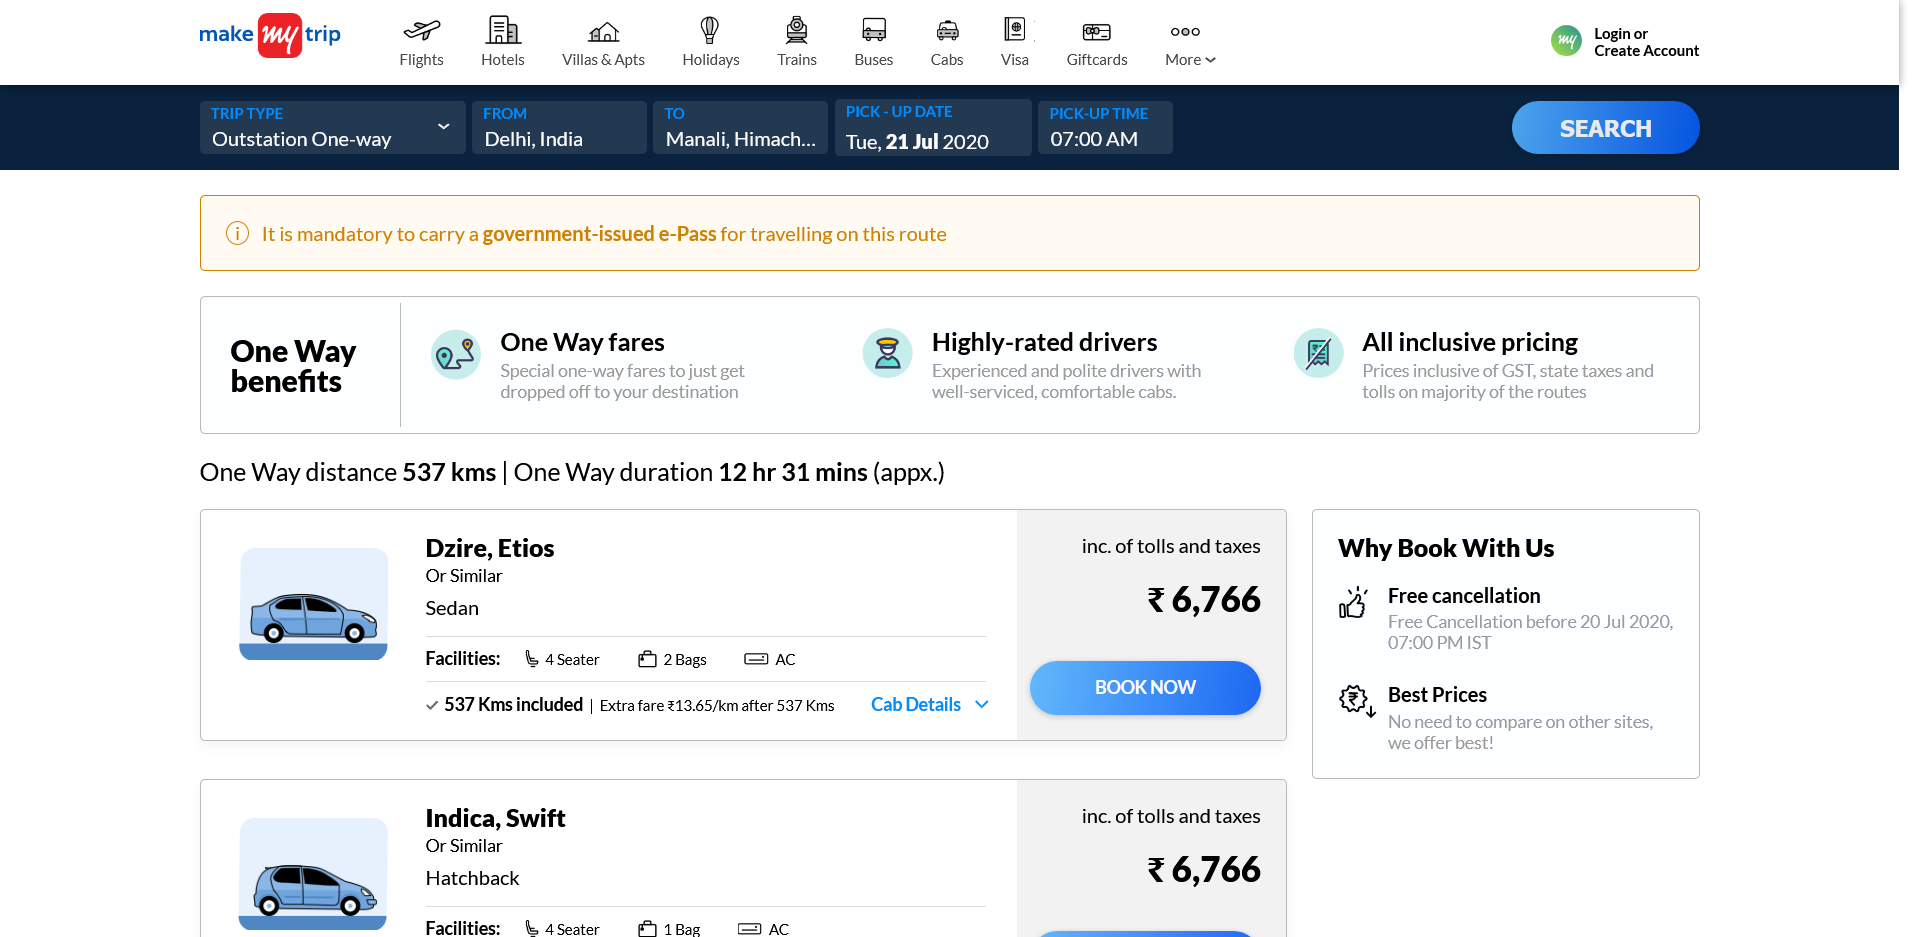 make my trip
Flights
Hotels
Villas & Apts
Holidays
Trains
Buses
Cabs
Visa
Giftcards
More
my
Login or
Create Account
TRIP TYPE
Outstation One-way
FROM
Delhi, India
TO
Manali, Himach...
PICK - UP DATE
Tue, 21 Jul 2020
PICK-UP TIME
07:00 AM
SEARCH
It is mandatory to carry a government-issued e-Pass for travelling on this route
One Way
benefits
One Way fares
Special one-way fares to just get
dropped off to your destination
Highly-rated drivers
Experienced and polite drivers with
well-serviced, comfortable cabs.
All inclusive pricing
Prices inclusive of GST, state taxes and
tolls on majority of the routes
One Way distance 537 kms | One Way duration 12 hr 31 mins (appx.)
Dzire, Etios
Or Similar
Sedan
Facilities: 4 Seater 2 Bags AC
537 Kms included | Extra fare ₹13.65/km after 537 Kms Cab Details
inc. of tolls and taxes
₹ 6,766
BOOK NOW
Why Book With Us
Free cancellation
Free Cancellation before 20 Jul 2020,
07:00 PM IST
Best Prices
No need to compare on other sites,
we offer best!
Indica, Swift
Or Similar
Hatchback
Facilities: 4 Seater 1 Bag AC
inc. of tolls and taxes
₹ 6,766